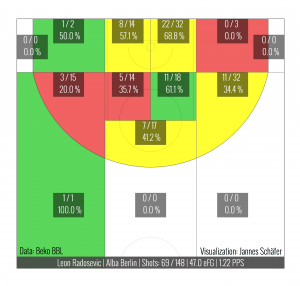 1 / 2
50.0 %
8 / 14
57.1 %
22 / 32
68.8 %
0 / 3
0.0 %
0 / 0
0.0 %
0 / 0
0.0 %
3 / 15
20.0 %
5 / 14
35.7 %
11 / 18
61.1 %
11 / 32
34.4 %
7 / 17
41.2 %
1 / 1
100.0 %
0 / 0
0.0 %
0 / 0
0.0 %
Data: Beko BBL
Visualization: Jannes Schäfer
Leon Radosevic | Alba Berlin | Shots: 69 / 148 | 47.0 eFG | 1.22 PPS